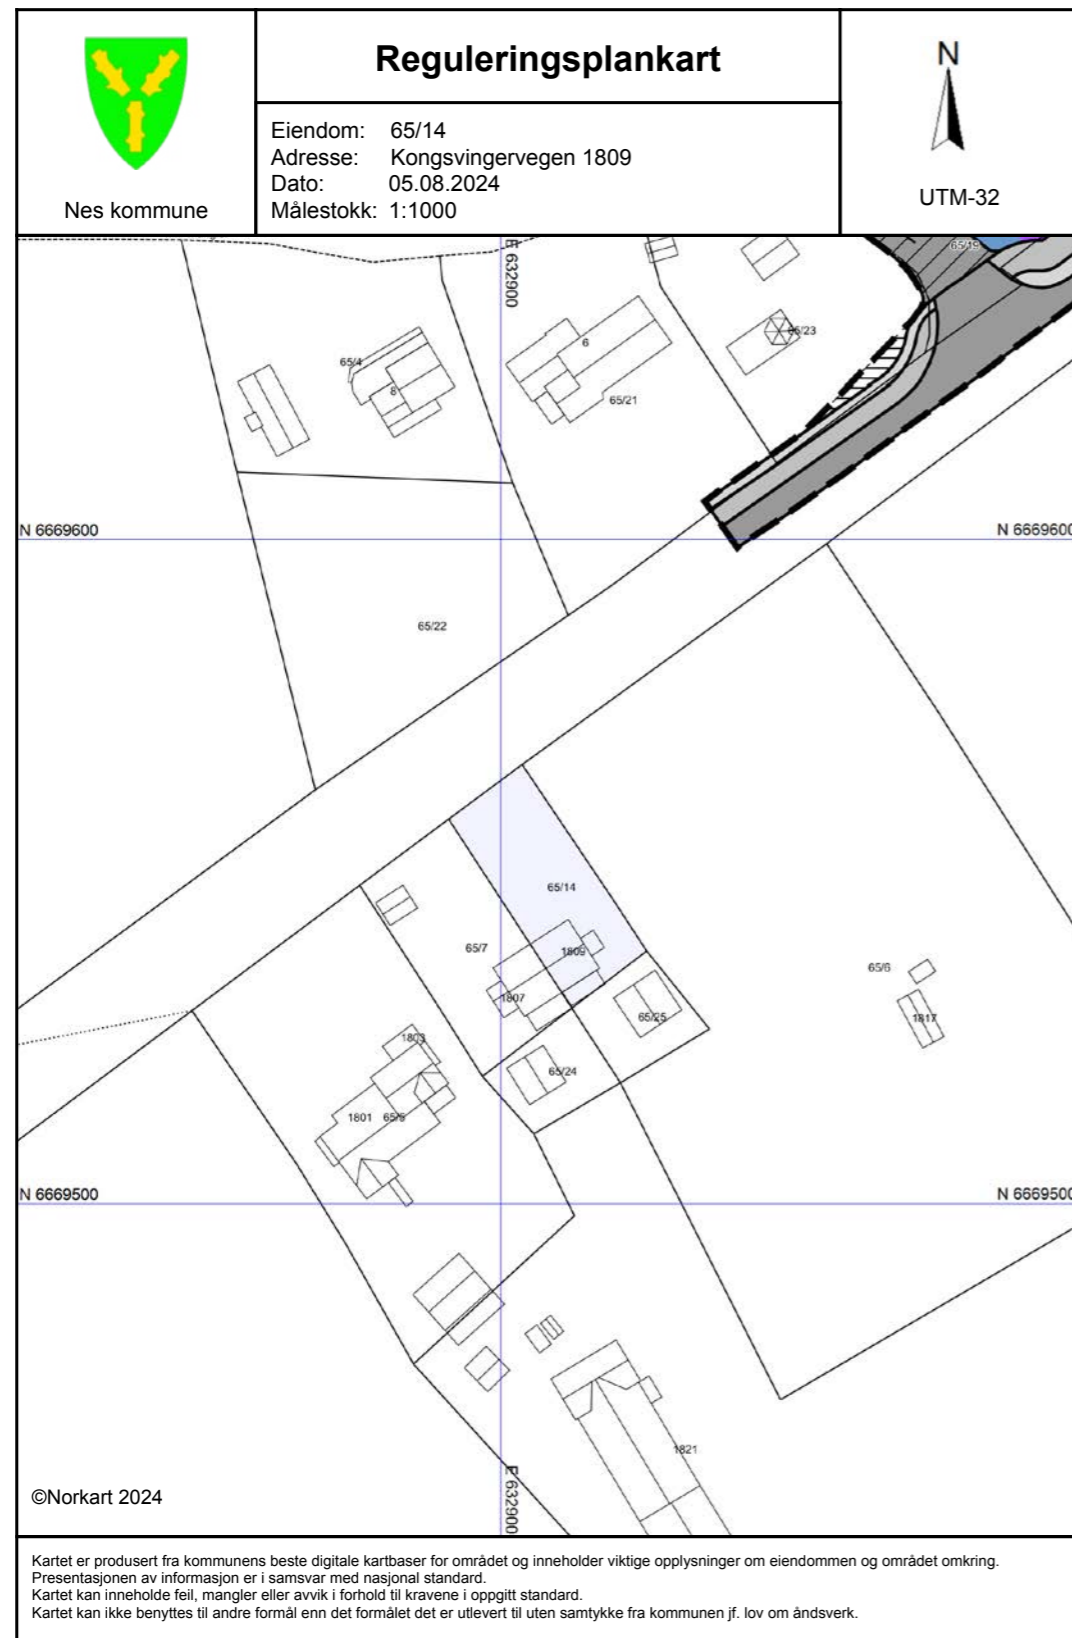 Reguleringsplankart
Nes kommune
Eiendom: 65/14
Adresse: Kongsvingervegen 1809
Dato: 05.08.2024
Målestokk: 1:1000
N
UTM-32
E 632900
65/19
65/23
6
65/4
8
65/21
N 6669600
N 6669600
65/22
65/14
65/7
1809
65/6
1807
65/25
1817
1803
65/24
1801
65/5
N 6669500
N 6669500
1821
E 632900
©Norkart 2024
Kartet er produsert fra kommunens beste digitale kartbaser for området og inneholder viktige opplysninger om eiendommen og området omkring.
Presentasjonen av informasjon er i samsvar med nasjonal standard.
Kartet kan inneholde feil, mangler eller avvik i forhold til kravene i oppgitt standard.
Kartet kan ikke benyttes til andre formål enn det formålet det er utlevert til uten samtykke fra kommunen jf. lov om åndsverk.